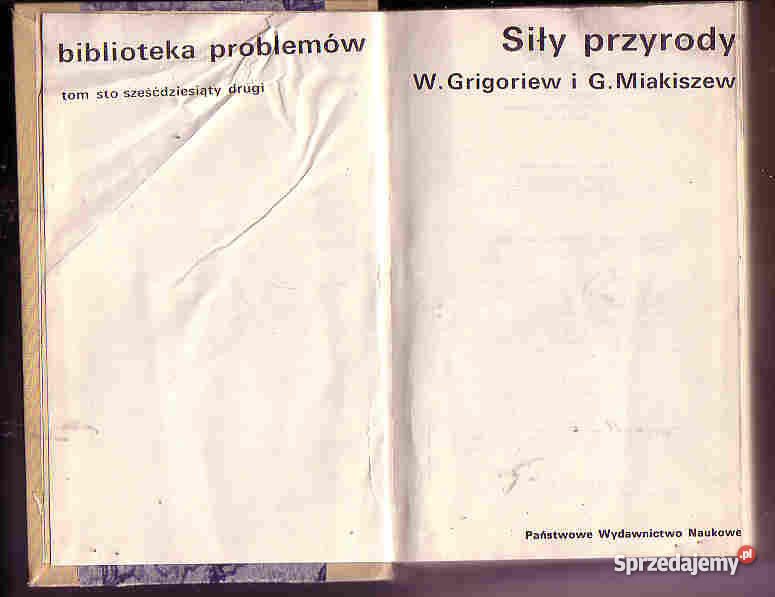 biblioteka problemów
tom sto sześćdziesiąty drugi
Siły przyrody
W. Grigoriew i G. Miakiszew
Państwowe Wydawnictwo Naukowe
Sprzedajemy.pl